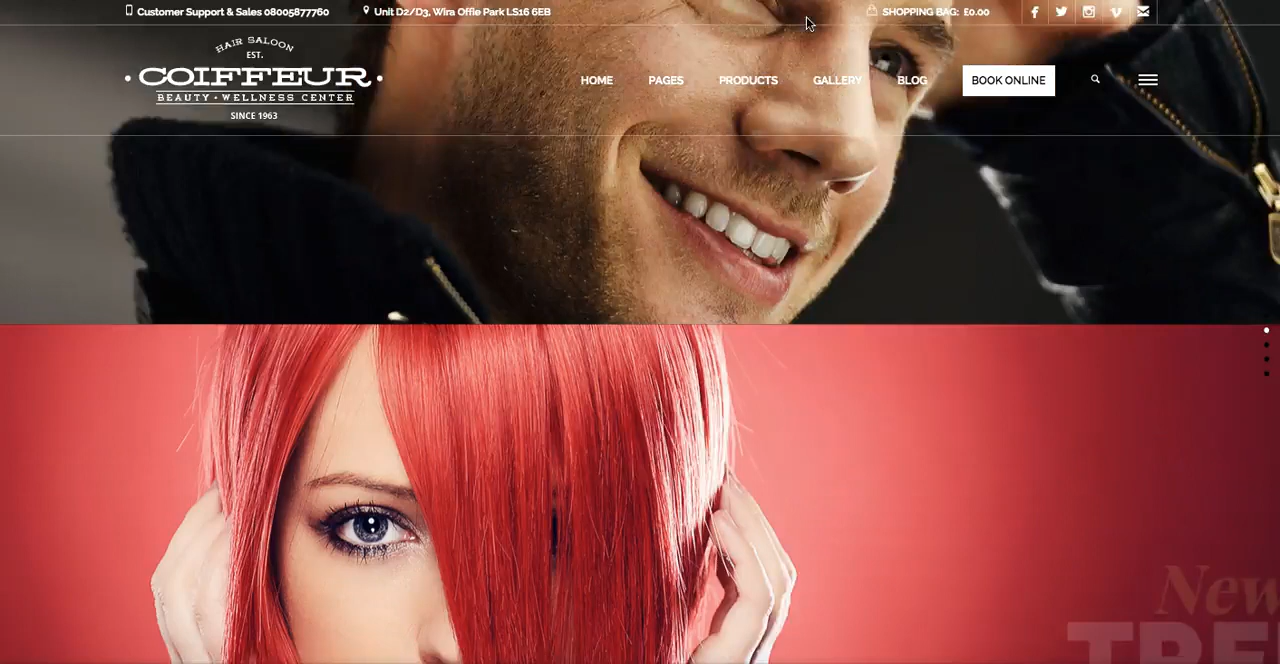 Customer Support & Sales 08005877760
Unit D2/D3, Wira Offie Park LS16 6EB
SHOPPING BAG: £0.00
HAIR SALOON
EST.
COIFFEUR
BEAUTY • WELLNESS CENTER
SINCE 1963
HOME
PAGES
PRODUCTS
GALLERY
BLOG
BOOK ONLINE
New